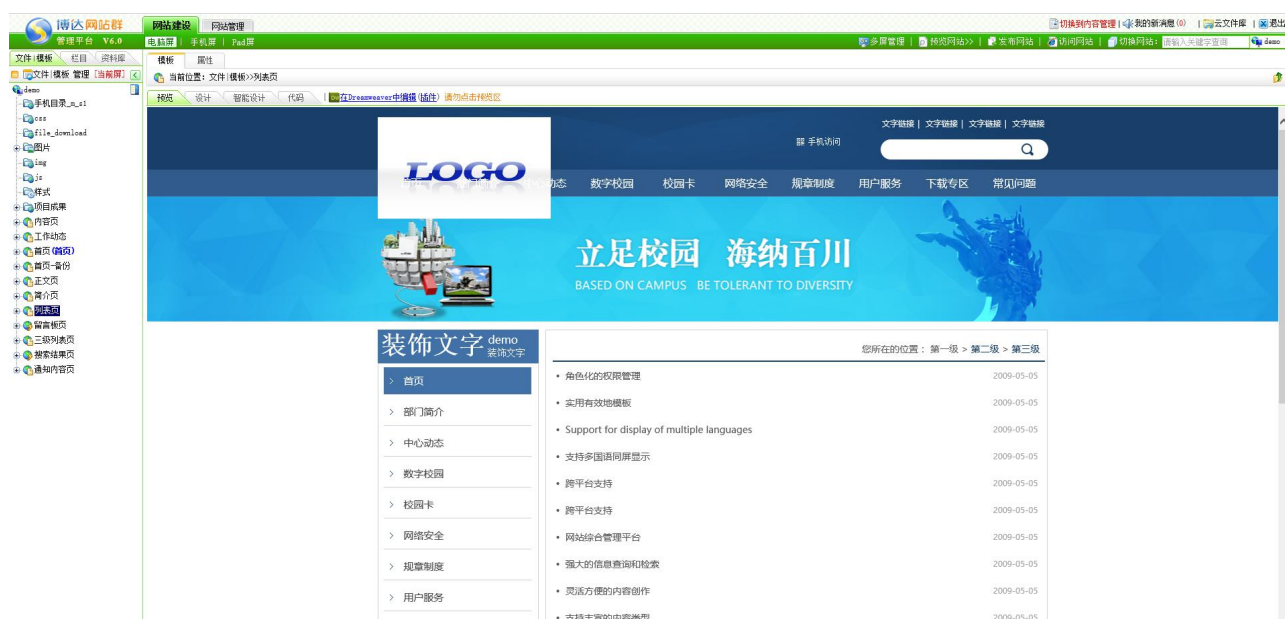 博达网站群
管理平台 V6.0
网站建设 网站管理
切换到内容管理 | 我的新消息(0) | 云文件库 | 退出
电脑屏 | 手机屏 | Pad屏
多屏管理 | 预览网站>> | 发布网站 | 访问网站 | 切换网站: 请输入关键字查询 demo
文件|模板 栏目 资料库
模板 属性
文件|模板 管理 [当前屏]
当前位置: 文件|模板>>列表页
预览 设计 智能设计 代码 | 在Dreamweaver中编辑(插件) 请勿点击预览区
demo
手机目录_m_s1
css
file_download
图片
img
js
样式
项目成果
内容页
工作动态
首页(首页)
首页-备份
正文页
简介页
列表页
留言板页
三级列表页
搜索结果页
通知内容页
文字链接 | 文字链接 | 文字链接 | 文字链接
手机访问
LOGO
动态 数字校园 校园卡 网络安全 规章制度 用户服务 下载专区 常见问题
立足校园 海纳百川
BASED ON CAMPUS BE TOLERANT TO DIVERSITY
装饰文字 demo
装饰文字
您所在的位置: 第一级 > 第二级 > 第三级
> 首页
> 部门简介
> 中心动态
> 数字校园
> 校园卡
> 网络安全
> 规章制度
> 用户服务
• 角色化的权限管理 2009-05-05
• 实用有效地模板 2009-05-05
• Support for display of multiple languages 2009-05-05
• 支持多国语同屏显示 2009-05-05
• 跨平台支持 2009-05-05
• 跨平台支持 2009-05-05
• 网站综合管理平台 2009-05-05
• 强大的信息查询和检索 2009-05-05
• 灵活方便的内容创作 2009-05-05
• 支持丰富的内容类型 2009-05-05